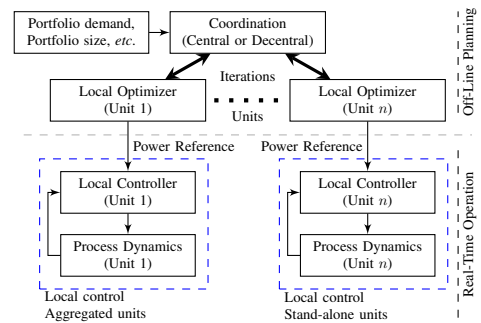 Portfolio demand,
Portfolio size, etc.
Coordination
(Central or Decentral)
Off-Line Planning
Iterations
Local Optimizer
(Unit 1)
Units
Local Optimizer
(Unit n)
Power Reference
Power Reference
Real-Time Operation
Local Controller
(Unit 1)
Local Controller
(Unit n)
Process Dynamics
(Unit 1)
Process Dynamics
(Unit n)
Local control
Aggregated units
Local control
Stand-alone units